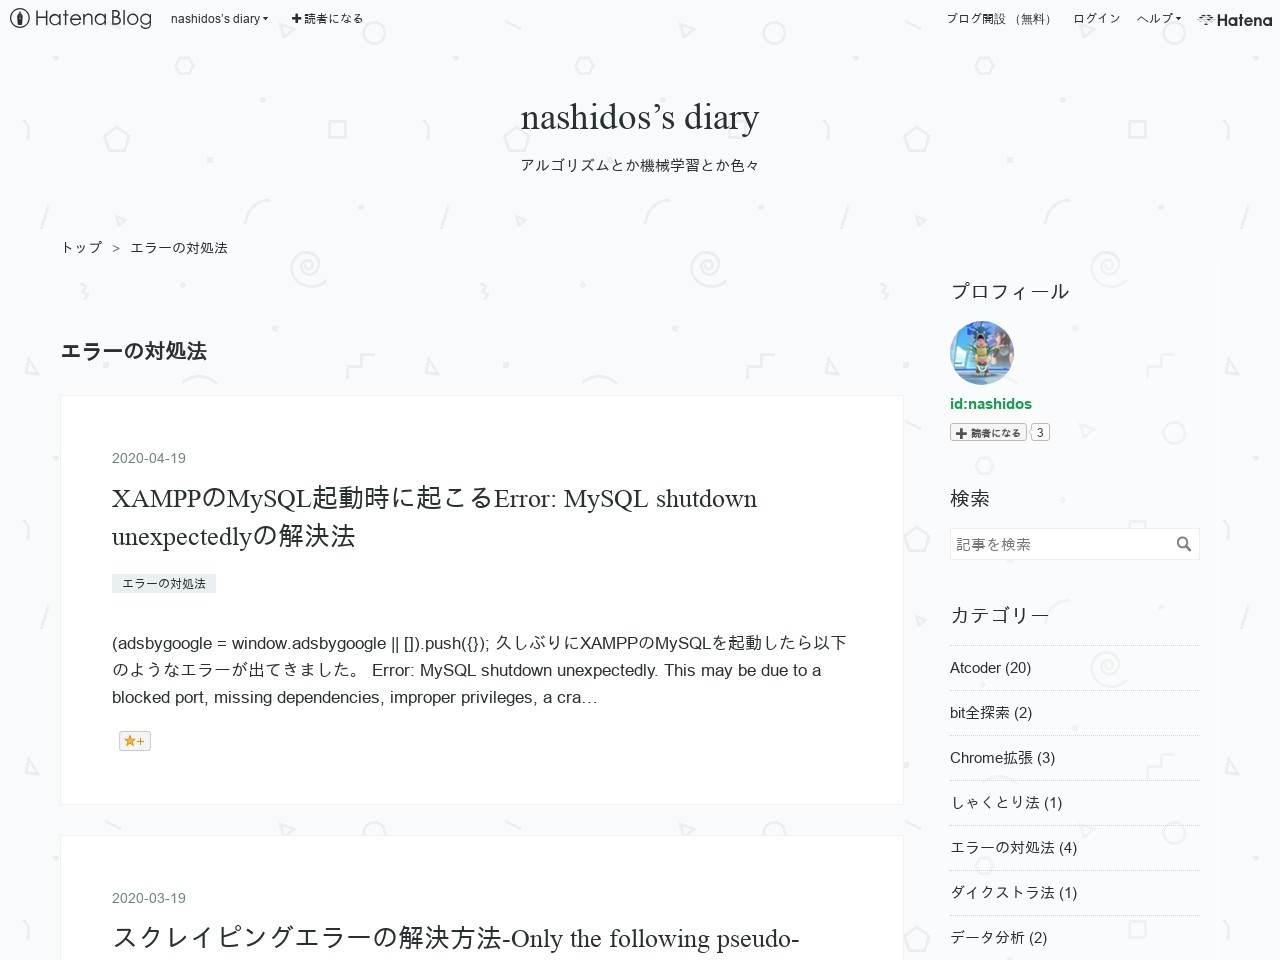 Hatena Blog
nashidos's diary
読者になる
ブログ開設 （無料）
ログイン
ヘルプ
Hatena
nashidos’s diary
アルゴリズムとか機械学習とか色々
トップ > エラーの対処法
エラーの対処法
2020-04-19
XAMPPのMySQL起動時に起こるError: MySQL shutdown
unexpectedlyの解決法
エラーの対処法
(adsbygoogle = window.adsbygoogle || []).push({}); 久しぶりにXAMPPのMySQLを起動したら以下
のようなエラーが出てきました。 Error: MySQL shutdown unexpectedly. This may be due to a
blocked port, missing dependencies, improper privileges, a cra…
2020-03-19
スクレイピングエラーの解決方法-Only the following pseudo-
プロフィール
id:nashidos
読者になる 3
検索
記事を検索
カテゴリー
Atcoder (20)
bit全探索 (2)
Chrome拡張 (3)
しゃくとり法 (1)
エラーの対処法 (4)
ダイクストラ法 (1)
データ分析 (2)